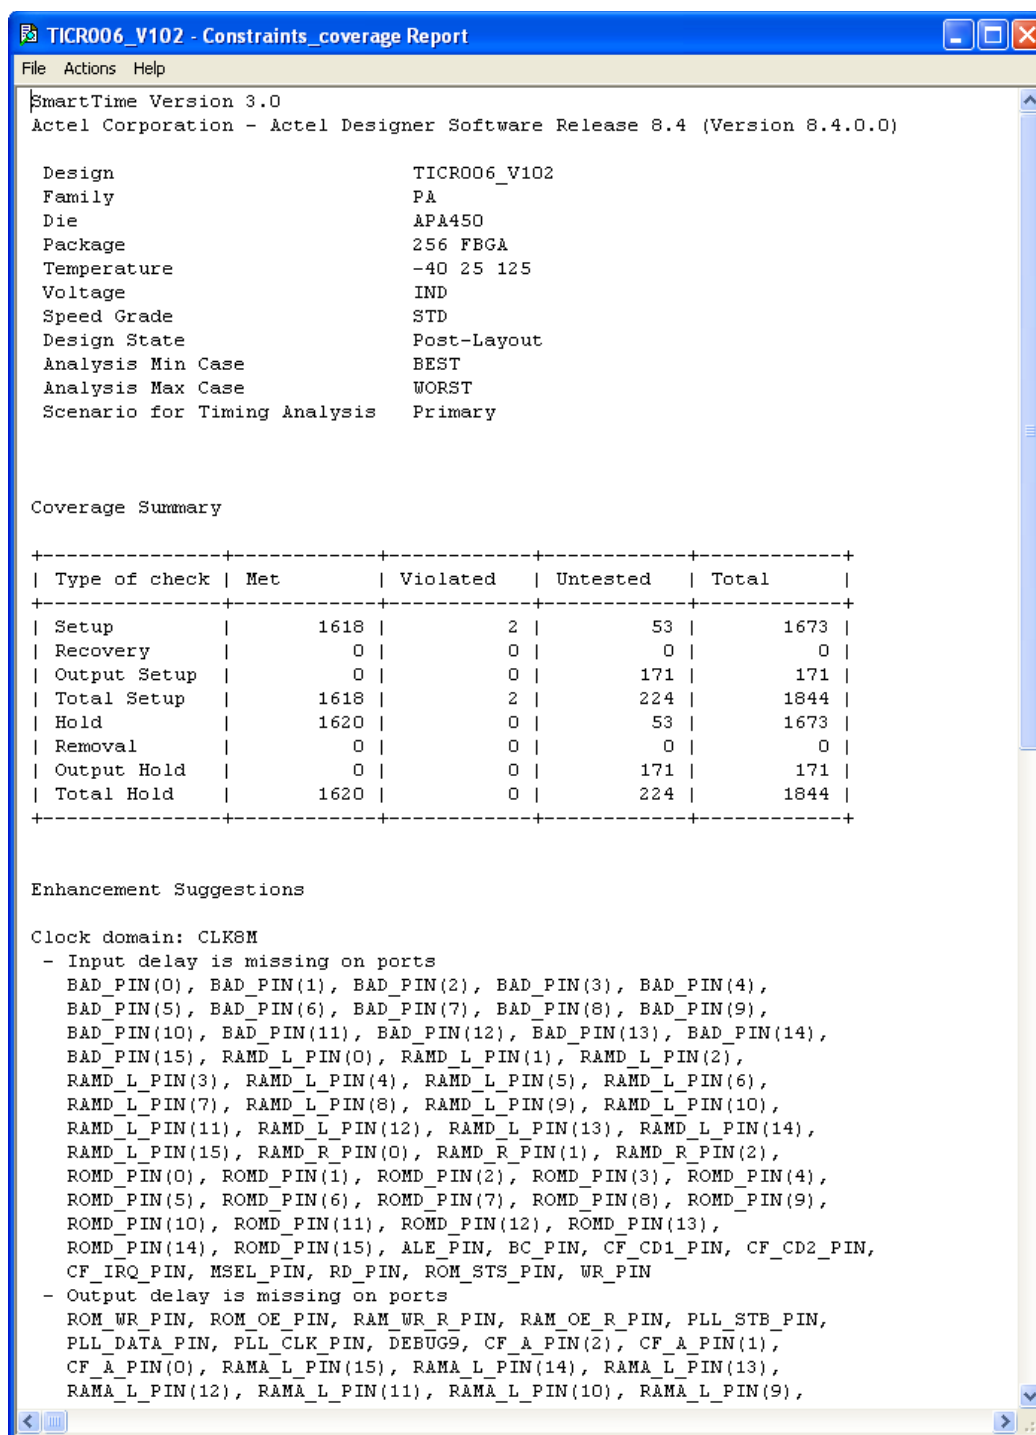 TICR006_V102 - Constraints_coverage Report
File Actions Help
SmartTime Version 3.0
Actel Corporation - Actel Designer Software Release 8.4 (Version 8.4.0.0)
Design TICR006_V102
Family PA
Die APA450
Package 256 FBGA
Temperature -40 25 125
Voltage IND
Speed Grade STD
Design State Post-Layout
Analysis Min Case BEST
Analysis Max Case WORST
Scenario for Timing Analysis Primary
Coverage Summary
+---------------+------------+------------+------------+------------+
| Type of check | Met | Violated | Untested | Total |
+---------------+------------+------------+------------+------------+
| Setup | 1618 | 2 | 53 | 1673 |
| Recovery | 0 | 0 | 0 | 0 |
| Output Setup | 0 | 0 | 171 | 171 |
| Total Setup | 1618 | 2 | 224 | 1844 |
| Hold | 1620 | 0 | 53 | 1673 |
| Removal | 0 | 0 | 0 | 0 |
| Output Hold | 0 | 0 | 171 | 171 |
| Total Hold | 1620 | 0 | 224 | 1844 |
+---------------+------------+------------+------------+------------+
Enhancement Suggestions
Clock domain: CLK8M
- Input delay is missing on ports
BAD_PIN(0), BAD_PIN(1), BAD_PIN(2), BAD_PIN(3), BAD_PIN(4),
BAD_PIN(5), BAD_PIN(6), BAD_PIN(7), BAD_PIN(8), BAD_PIN(9),
BAD_PIN(10), BAD_PIN(11), BAD_PIN(12), BAD_PIN(13), BAD_PIN(14),
BAD_PIN(15), RAMD_L_PIN(0), RAMD_L_PIN(1), RAMD_L_PIN(2),
RAMD_L_PIN(3), RAMD_L_PIN(4), RAMD_L_PIN(5), RAMD_L_PIN(6),
RAMD_L_PIN(7), RAMD_L_PIN(8), RAMD_L_PIN(9), RAMD_L_PIN(10),
RAMD_L_PIN(11), RAMD_L_PIN(12), RAMD_L_PIN(13), RAMD_L_PIN(14),
RAMD_L_PIN(15), RAMD_R_PIN(0), RAMD_R_PIN(1), RAMD_R_PIN(2),
ROMD_PIN(0), ROMD_PIN(1), ROMD_PIN(2), ROMD_PIN(3), ROMD_PIN(4),
ROMD_PIN(5), ROMD_PIN(6), ROMD_PIN(7), ROMD_PIN(8), ROMD_PIN(9),
ROMD_PIN(10), ROMD_PIN(11), ROMD_PIN(12), ROMD_PIN(13),
ROMD_PIN(14), ROMD_PIN(15), ALE_PIN, BC_PIN, CF_CD1_PIN, CF_CD2_PIN,
CF_IRQ_PIN, MSEL_PIN, RD_PIN, ROM_STS_PIN, WR_PIN
- Output delay is missing on ports
ROM_WR_PIN, ROM_OE_PIN, RAM_WR_R_PIN, RAM_OE_R_PIN, PLL_STB_PIN,
PLL_DATA_PIN, PLL_CLK_PIN, DEBUG9, CF_A_PIN(2), CF_A_PIN(1),
CF_A_PIN(0), RAMA_L_PIN(15), RAMA_L_PIN(14), RAMA_L_PIN(13),
RAMA_L_PIN(12), RAMA_L_PIN(11), RAMA_L_PIN(10), RAMA_L_PIN(9),